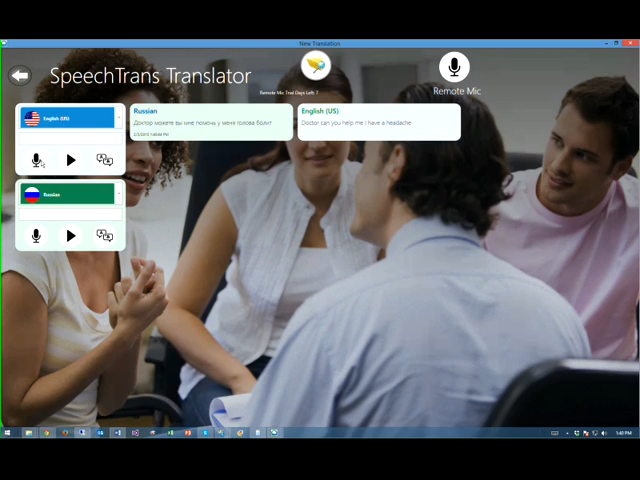 New Translation
SpeechTrans Translator
Remote Mic Trial Days Left: 7
Remote Mic
English (US)
Russian
Доктор можете вы мне помочь у меня голова болит
English (US)
Doctor can you help me I have a headache
Russian
1:40 PM